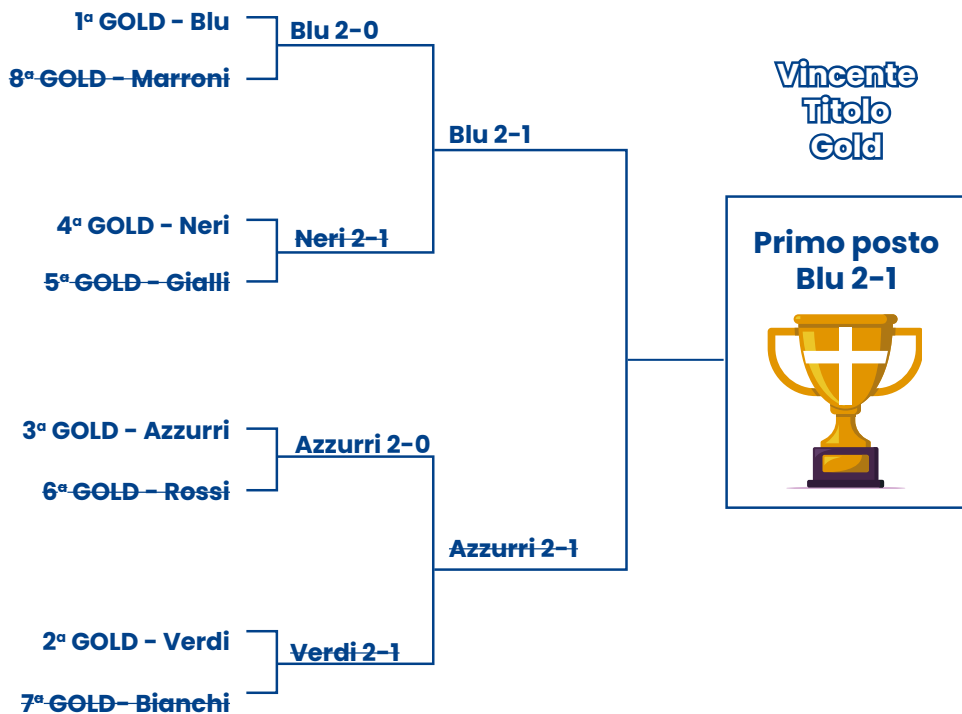 1ª GOLD - Blu
Blu 2-0
8ª GOLD - Marroni
Blu 2-1
4ª GOLD - Neri
Neri 2-1
5ª GOLD - Gialli
3ª GOLD - Azzurri
Azzurri 2-0
6ª GOLD - Rossi
Azzurri 2-1
2ª GOLD - Verdi
Verdi 2-1
7ª GOLD- Bianchi
Vincente
Titolo
Gold
Primo posto
Blu 2-1